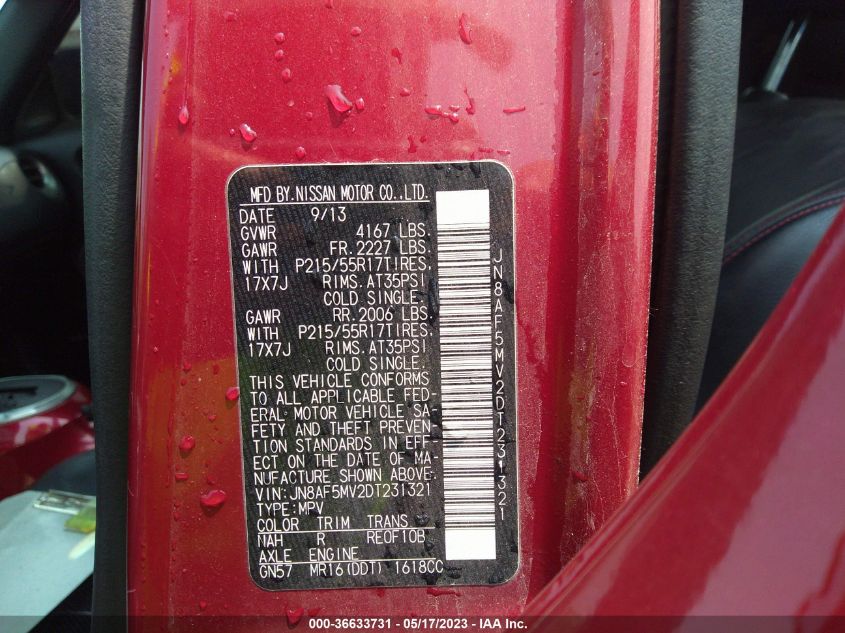 MFD BY.NISSAN MOTOR CO.,LTD.
DATE 9/13
GVWR 4167 LBS.
GAWR FR.2227 LBS.
WITH P215/55R17TIRES,
17X7J RIMS.AT35PSI
COLD SINGLE.
GAWR RR.2006 LBS.
WITH P215/55R17TIRES,
17X7J RIMS.AT35PSI
COLD SINGLE.
THIS VEHICLE CONFORMS
TO ALL APPLICABLE FED-
ERAL MOTOR VEHICLE SA-
FETY AND THEFT PREVEN-
TION STANDARDS IN EFF-
ECT ON THE DATE OF MA-
NUFACTURE SHOWN ABOVE.
VIN:JN8AF5MV2DT231321
TYPE:MPV
COLOR TRIM TRANS
NAH R RE0F10B
AXLE ENGINE
GN57 MR16(DDT) 1618CC
JN8AF5MV2DT231321
000-36633731 - 05/17/2023 - IAA Inc.